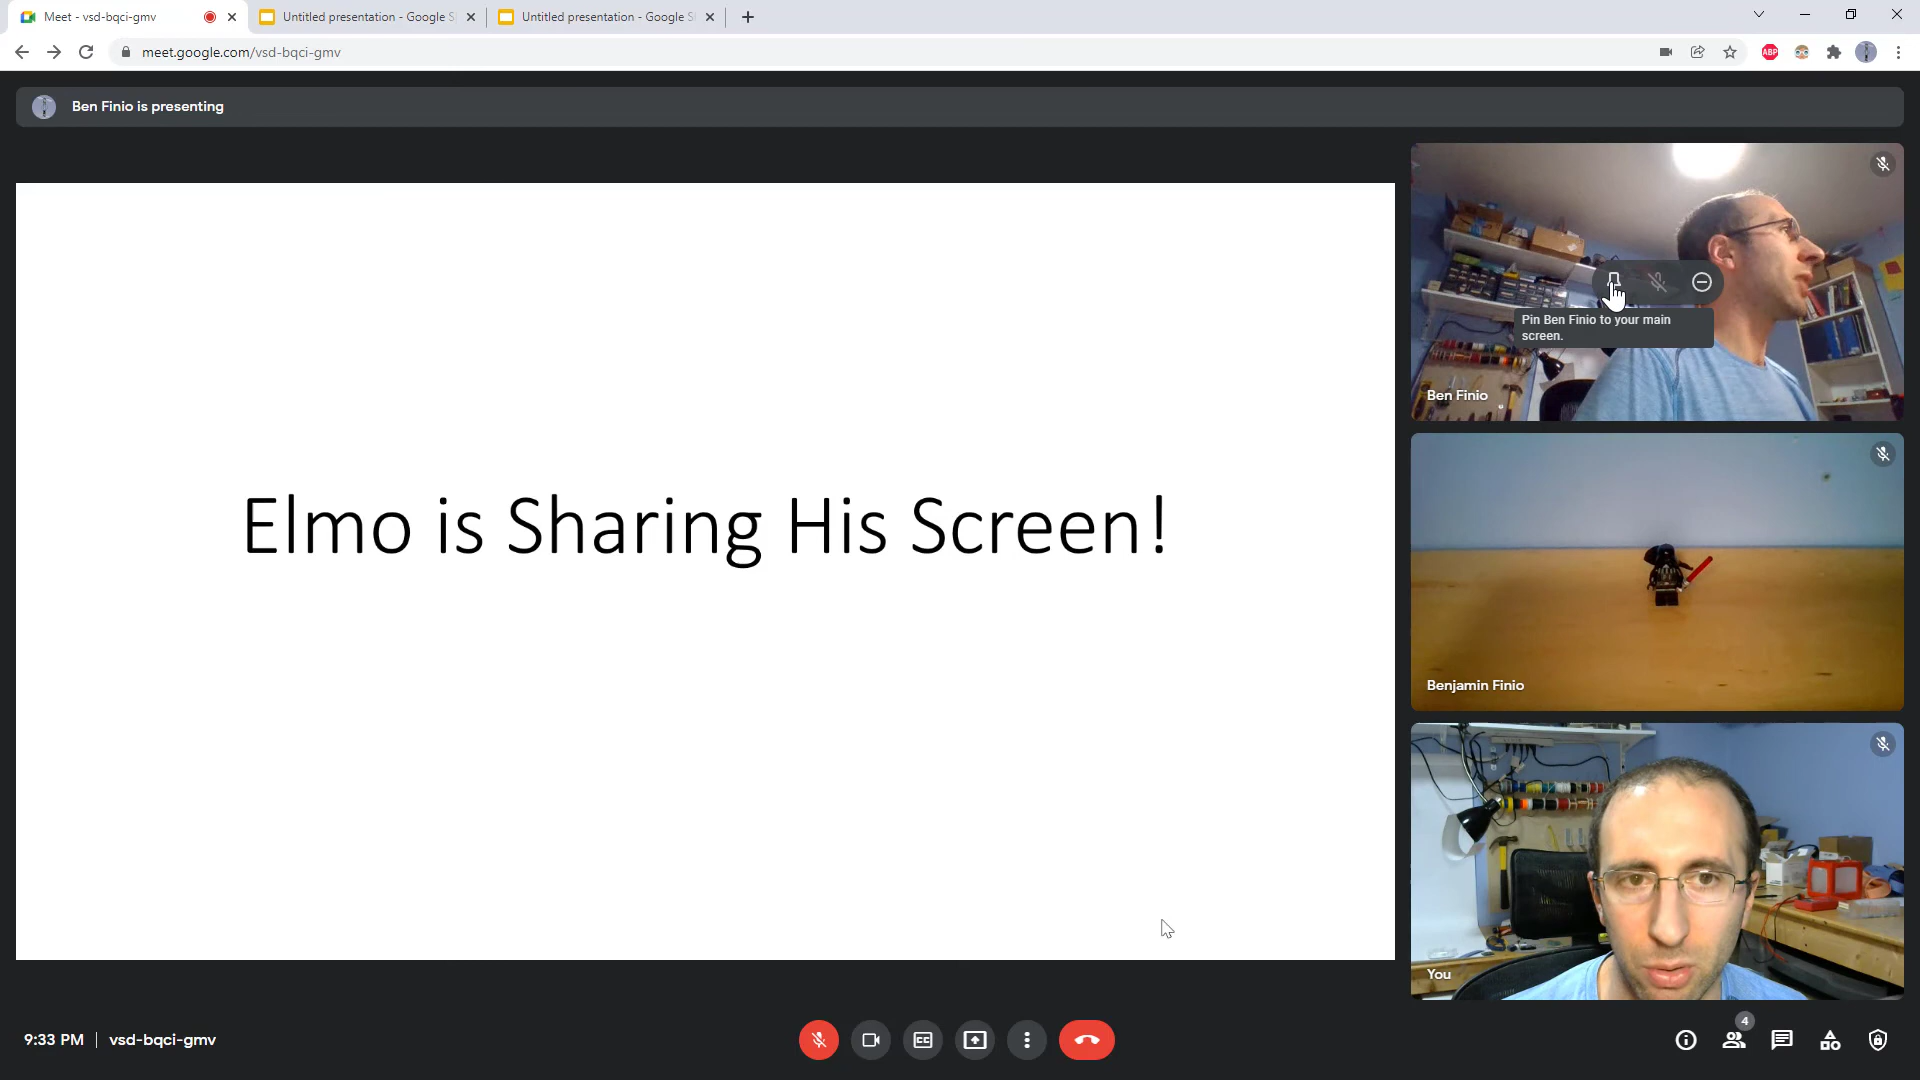 Meet - vsd-bqci-gmv
Untitled presentation - Google S
Untitled presentation - Google S
meet.google.com/vsd-bqci-gmv
ABP
Ben Finio is presenting
Elmo is Sharing His Screen!
Pin Ben Finio to your main
screen.
Ben Finio
Benjamin Finio
You
9:33 PM | vsd-bqci-gmv
CC
4